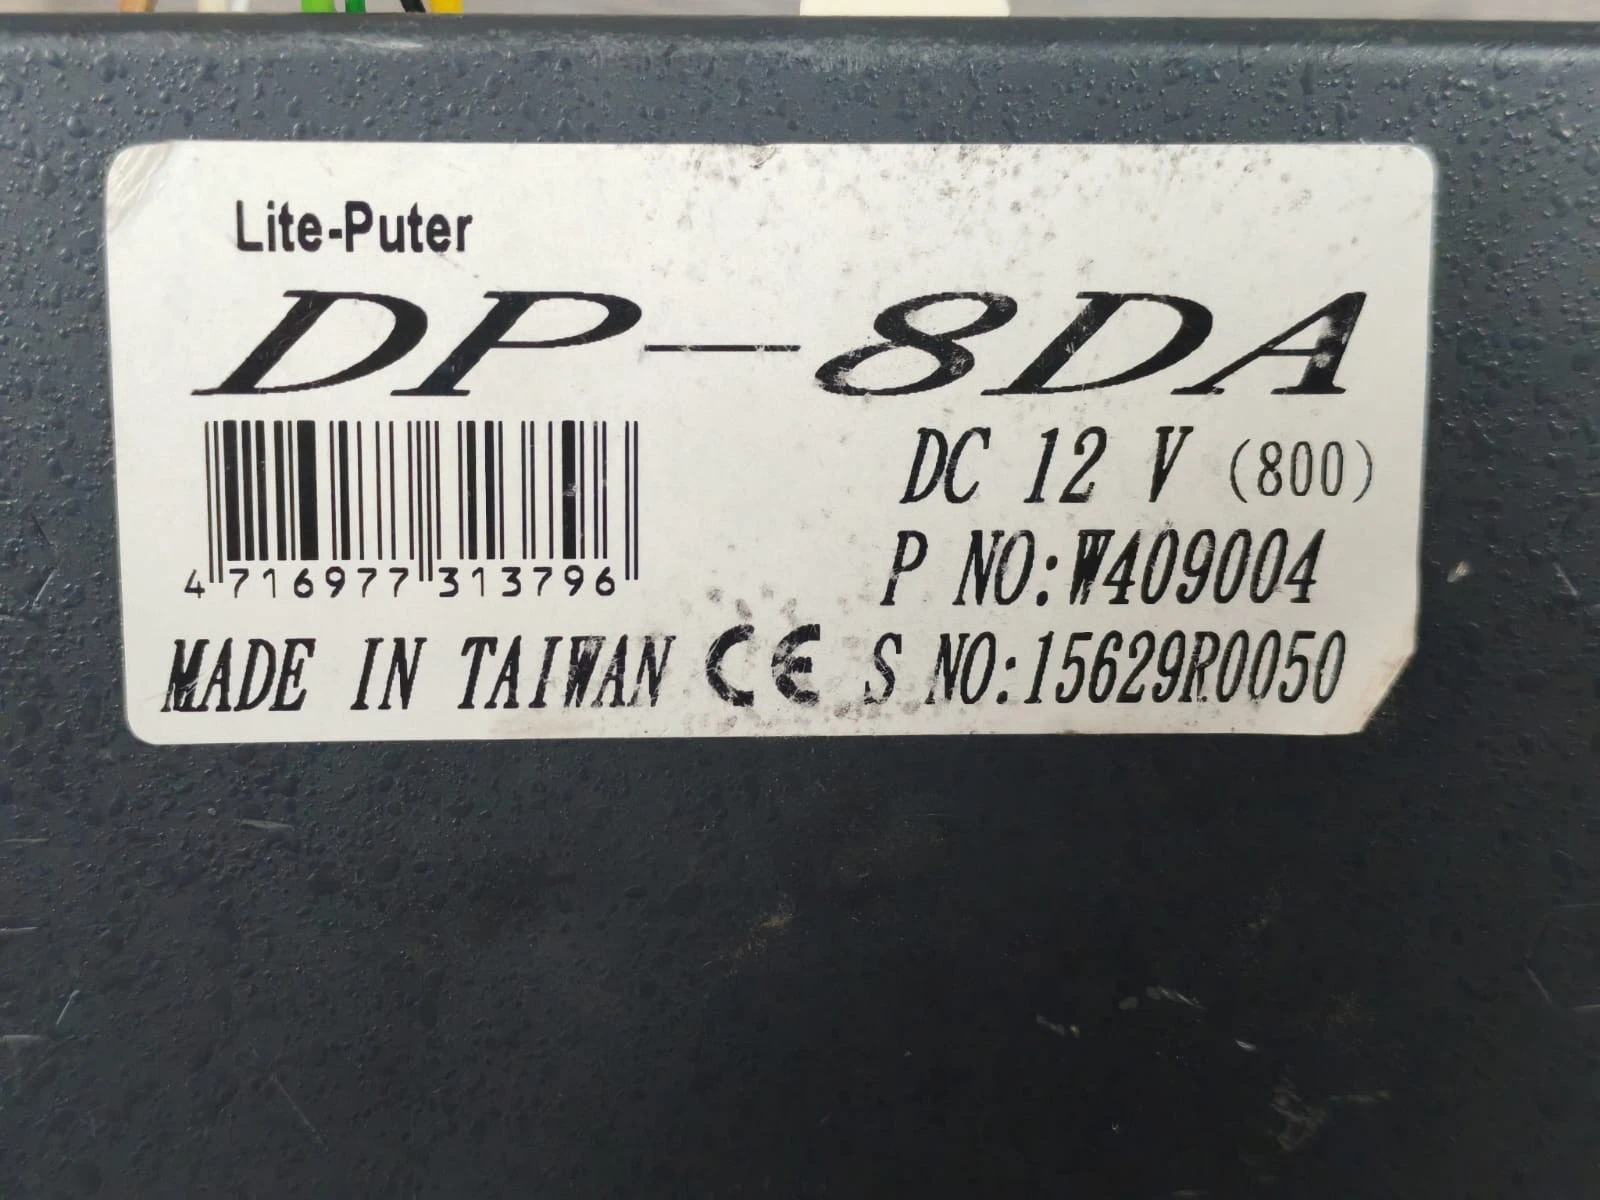 Lite-Puter
DP-8DA
DC 12 V (800)
4 716977 313796
P NO:W409004
MADE IN TAIWAN CE S NO:15629R0050